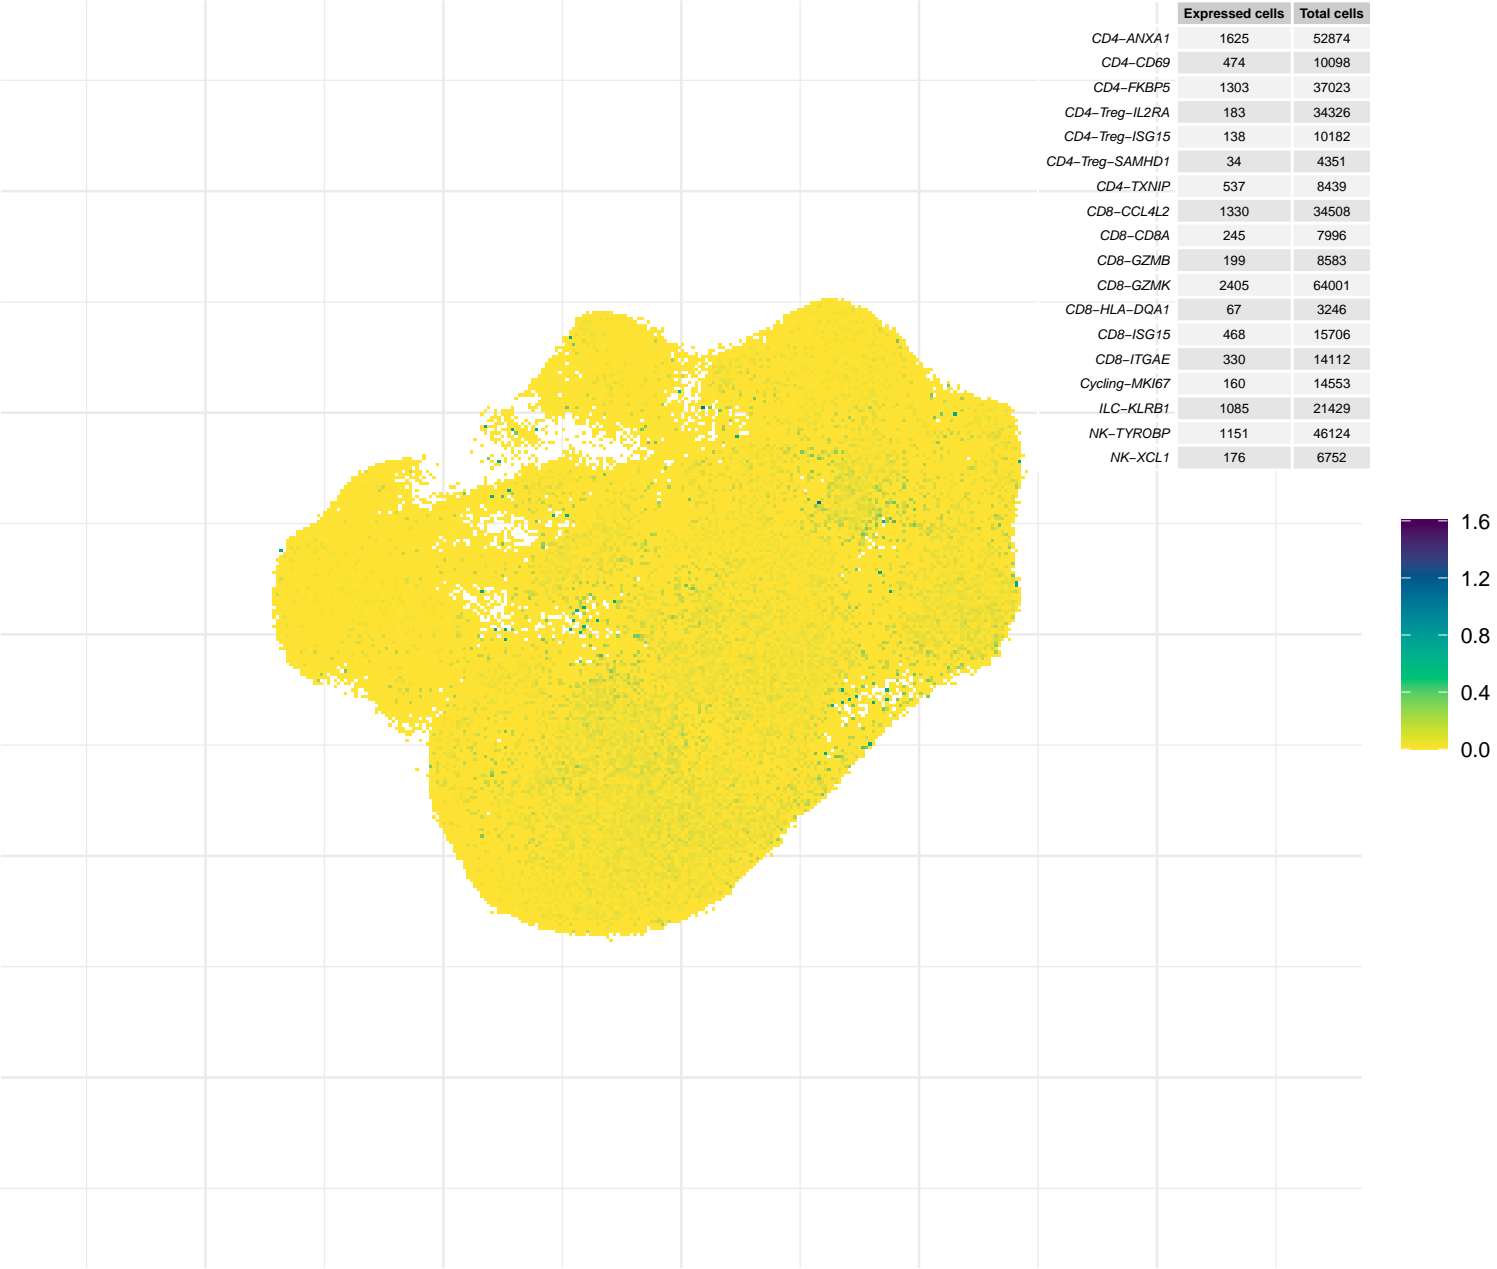 Expressed cells Total cells
CD4−ANXA1 1625 52874
CD4−CD69 474 10098
CD4−FKBP5 1303 37023
CD4−Treg−IL2RA 183 34326
CD4−Treg−ISG15 138 10182
CD4−Treg−SAMHD1 34 4351
CD4−TXNIP 537 8439
CD8−CCL4L2 1330 34508
CD8−CD8A 245 7996
CD8−GZMB 199 8583
CD8−GZMK 2405 64001
CD8−HLA−DQA1 67 3246
CD8−ISG15 468 15706
CD8−ITGAE 330 14112
Cycling−MKI67 160 14553
ILC−KLRB1 1085 21429
NK−TYROBP 1151 46124
NK−XCL1 176 6752
1.6
1.2
0.8
0.4
0.0